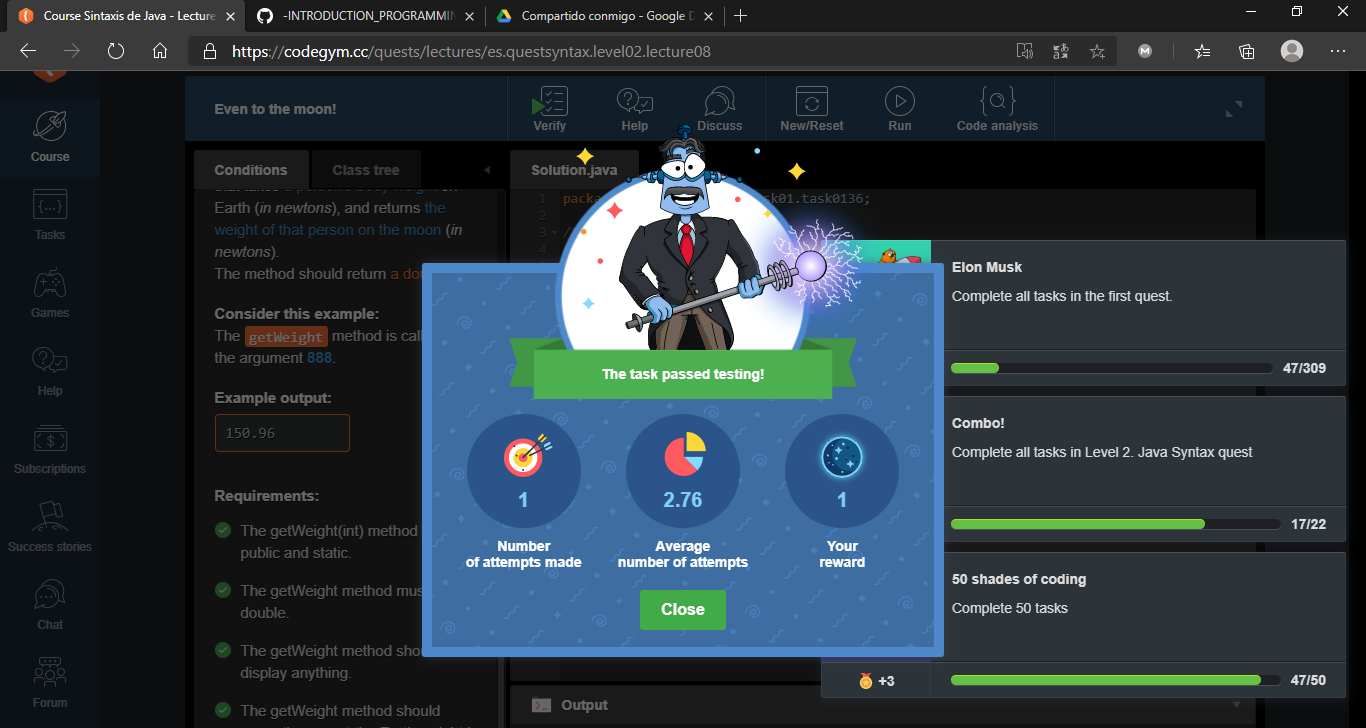 Course Sintaxis de Java - Lecture
-INTRODUCTION_PROGRAMMIN
Compartido conmigo - Google D
https://codegym.cc/quests/lectures/es.questsyntax.level02.lecture08
M
Course
Tasks
Games
Help
Subscriptions
Success stories
Chat
Forum
Even to the moon!
Verify
Help
Discuss
New/Reset
Run
Code analysis
Conditions
Class tree
Earth (in newtons), and returns the
weight of that person on the moon (in
newtons).
The method should return a do
Consider this example:
The getWeight method is call
the argument 888.
Example output:
150.96
Requirements:
The getWeight(int) method
public and static.
The getWeight method mus
double.
The getWeight method shou
display anything.
The getWeight method should
Solution.java
1 packa
sk01.task0136;
2
3
4
The task passed testing!
1
Number
of attempts made
2.76
Average
number of attempts
1
Your
reward
Close
Elon Musk
Complete all tasks in the first quest.
47/309
Combo!
Complete all tasks in Level 2. Java Syntax quest
17/22
50 shades of coding
Complete 50 tasks
+3
47/50
Output